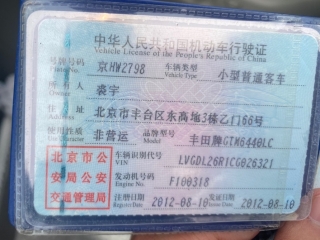 中华人民共和国机动车行驶证
Vehicle License of the People's Republic of China
号牌号码 京HW2798 车辆类型 小型普通客车
Plate No. Vehicle Type
所有人 裘宇
住址 北京市丰台区东高地3栋乙1166号
使用性质 非营运 品牌型号 丰田牌GTM6440LC
北京市公安局公安交通管理局
车辆识别代号 LVGDL26R1CG026321
VIN
发动机号码 F100318
Engine No.
注册日期 2012-08-10 发证日期 2012-08-10
Register Date Issue Date